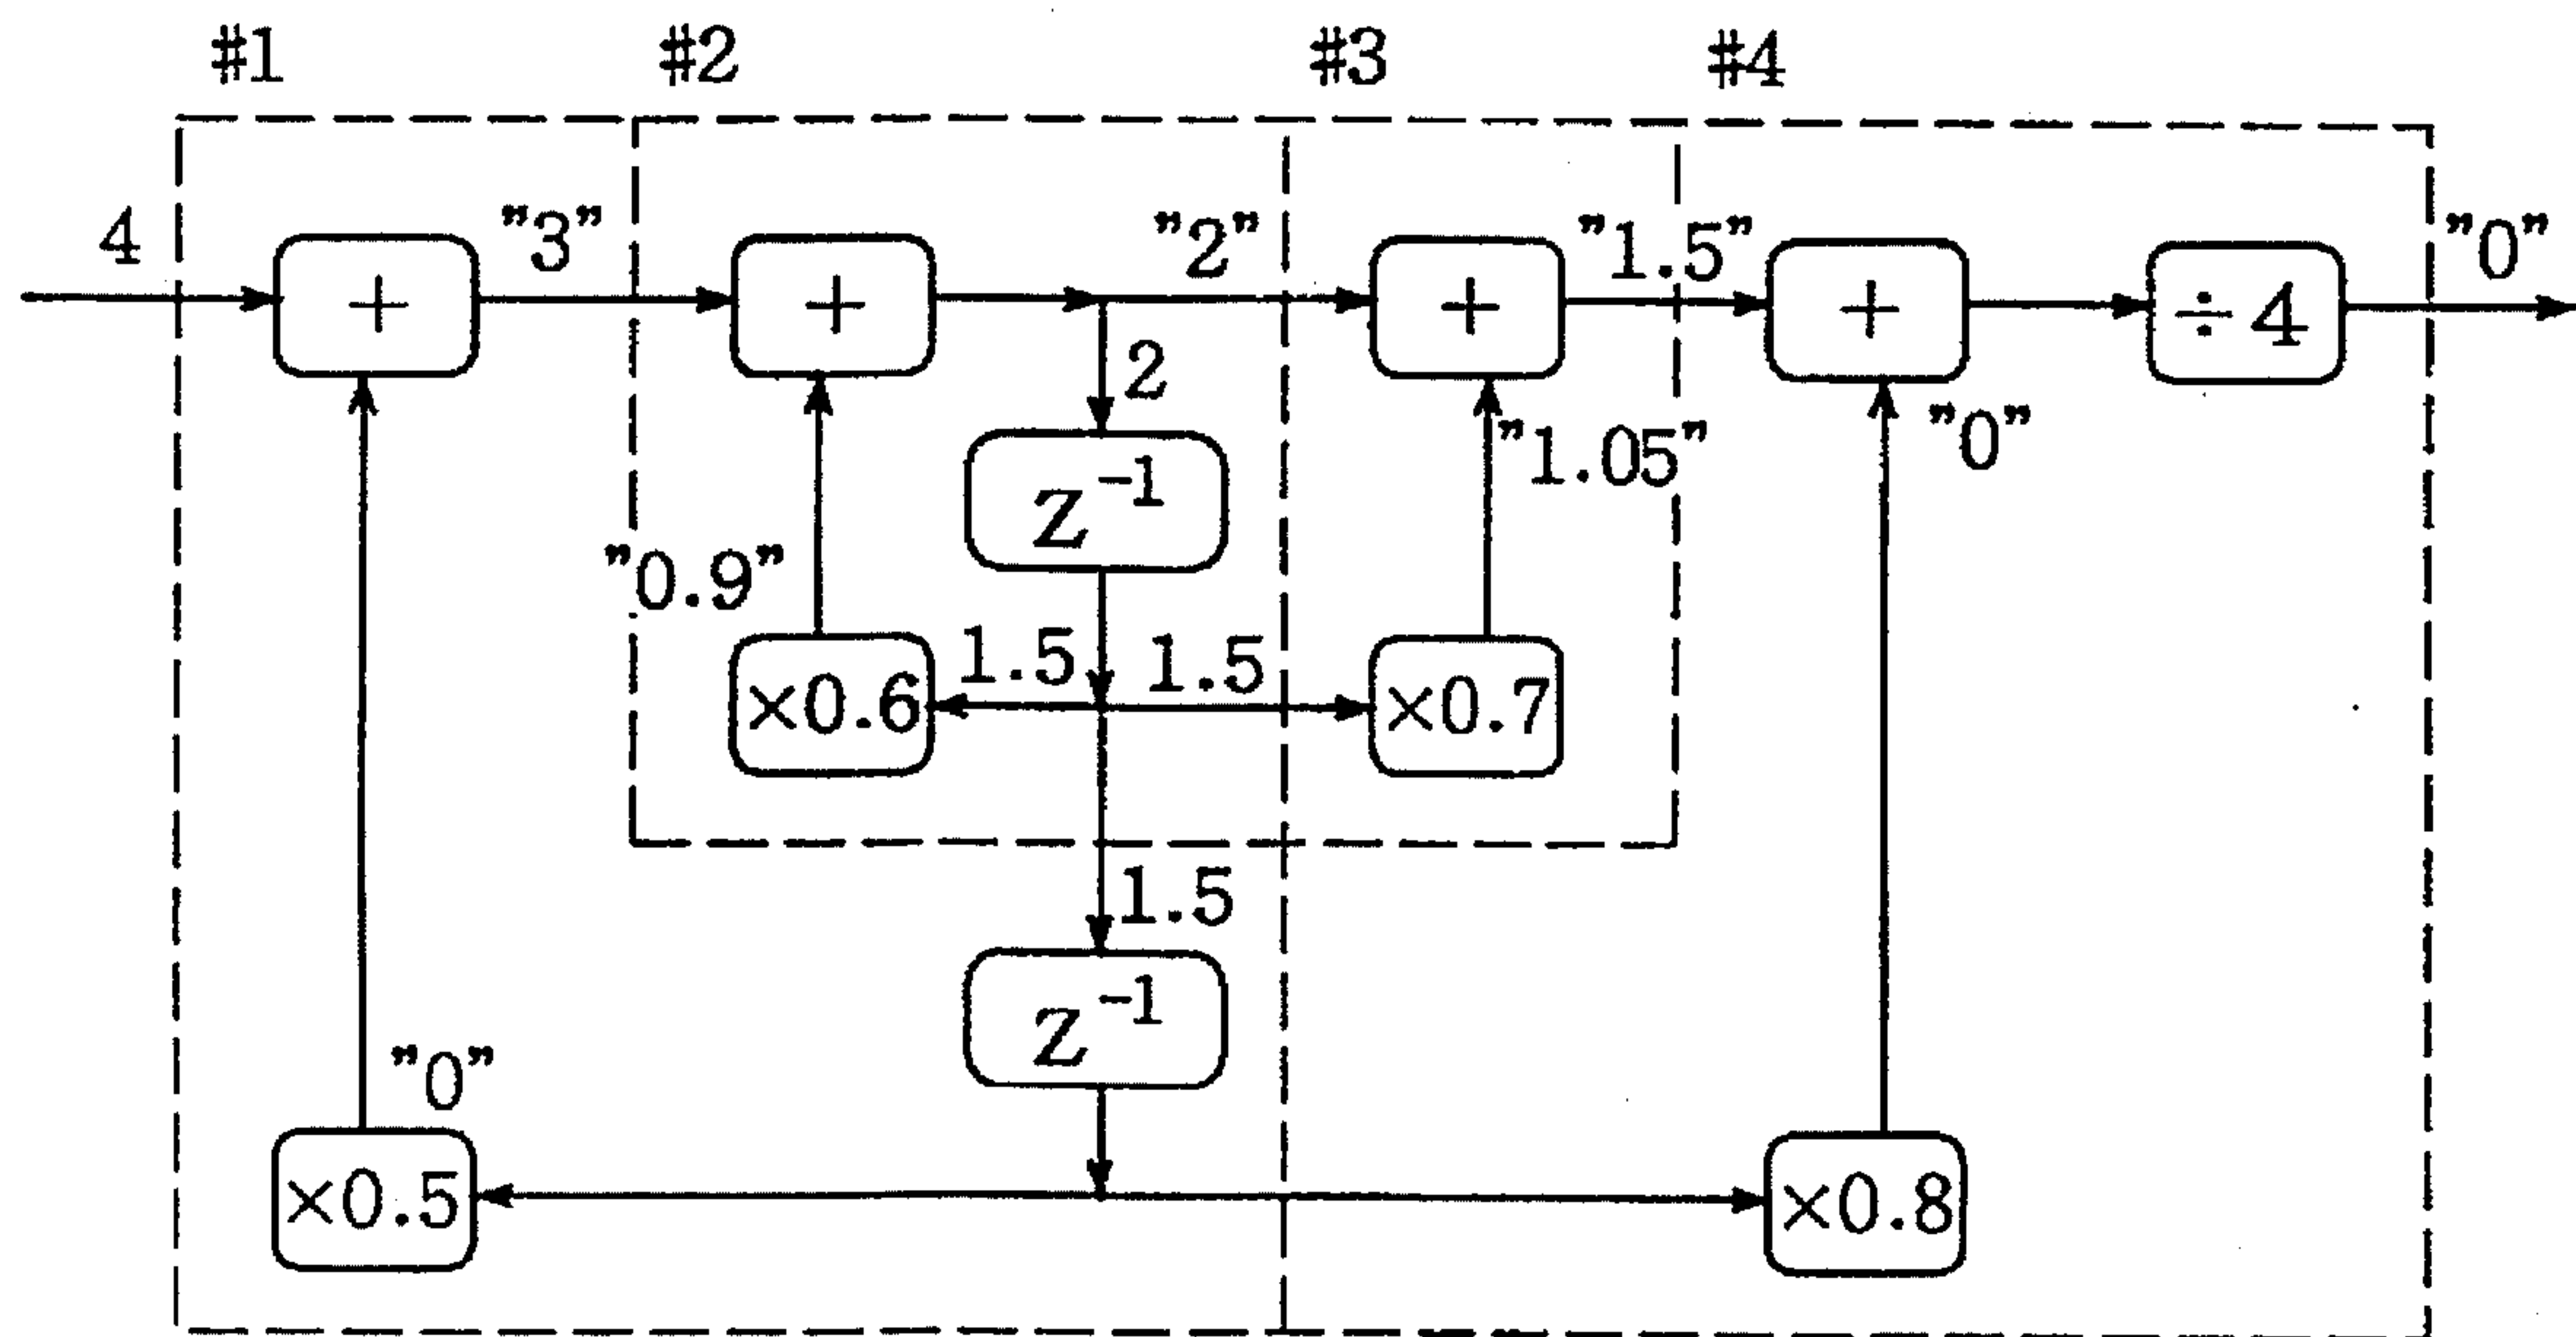 #1 #2 #3 #4
4 "3" "2" "1.5" "0"
+ + + + ÷4
2 "1.05" "0"
z⁻¹
"0.9"
1.5 1.5
×0.6 ×0.7
1.5
z⁻¹
"0"
×0.5 ×0.8